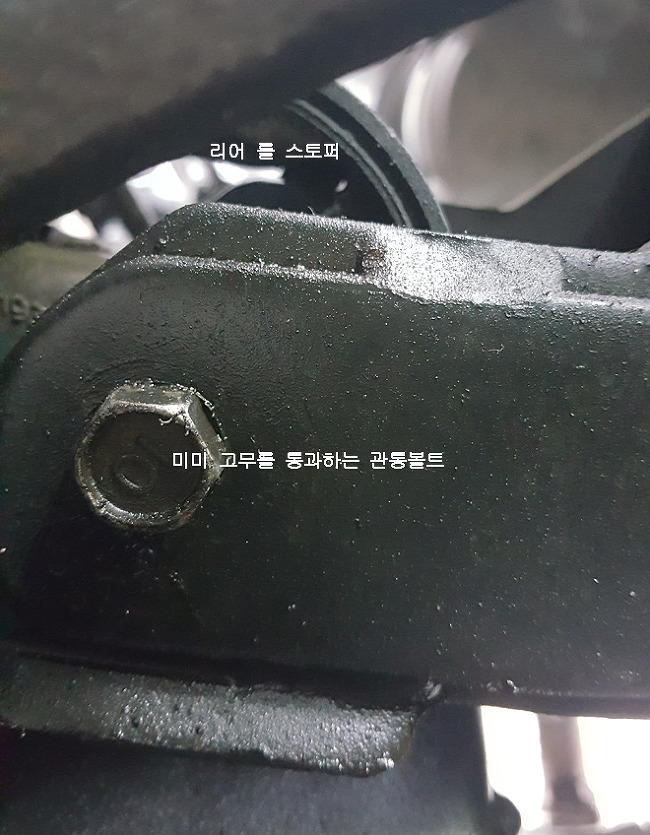 리어 롤 스토퍼
미미 고무를 통과하는 관통볼트